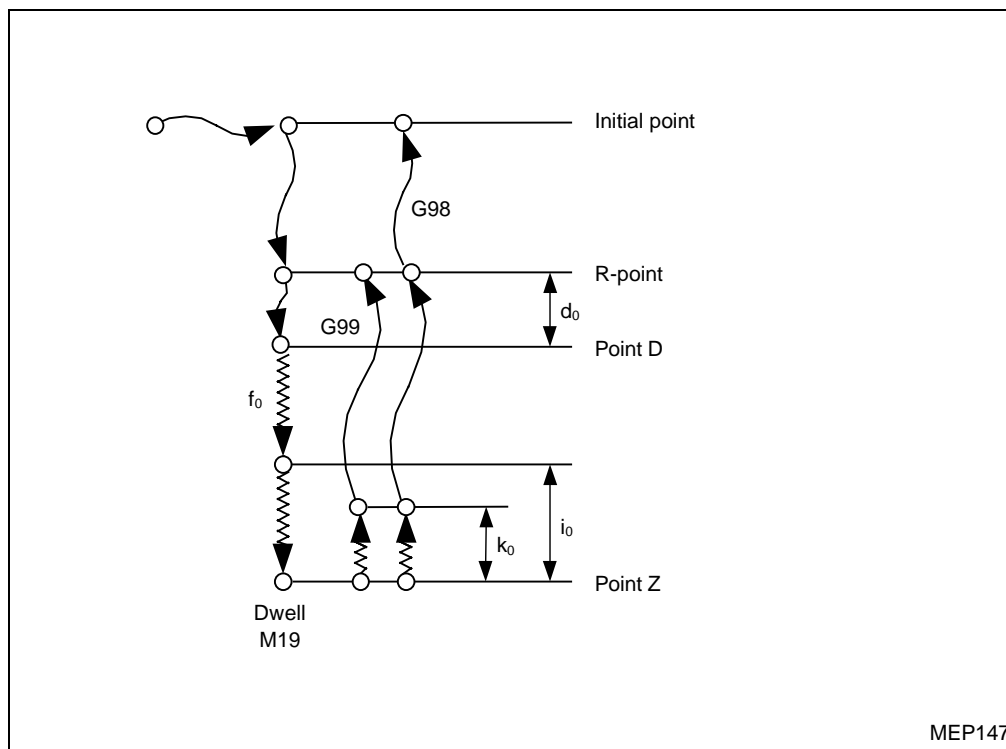 Initial point
G98
R-point
d₀
G99
Point D
f₀
i₀
k₀
Point Z
Dwell
M19
MEP147